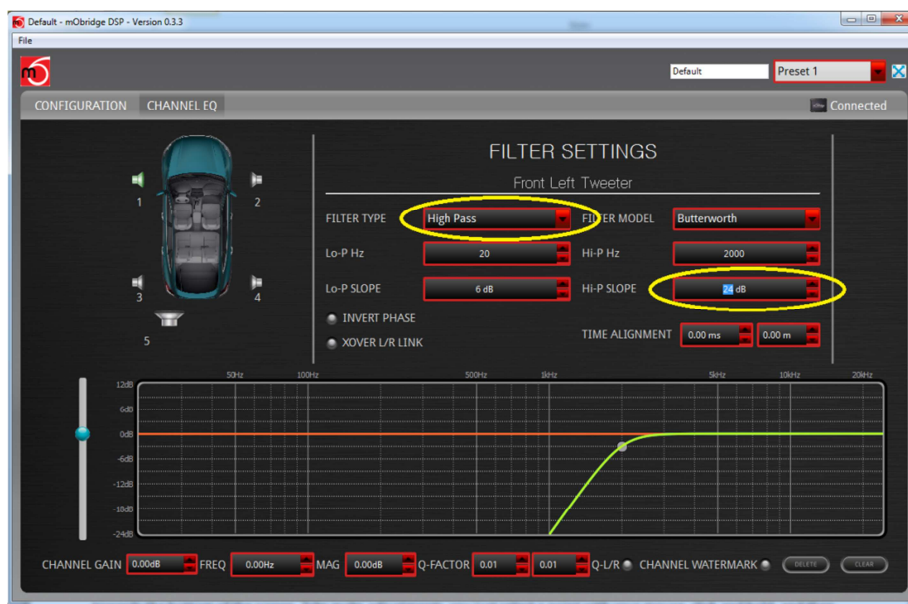 Default - mObridge DSP - Version 0.3.3
File
m6
Default
Preset 1
CONFIGURATION CHANNEL EQ
Connected
FILTER SETTINGS
Front Left Tweeter
1 2
3 4
5
FILTER TYPE High Pass FILTER MODEL Butterworth
Lo-P Hz 20 Hi-P Hz 2000
Lo-P SLOPE 6 dB Hi-P SLOPE 24 dB
INVERT PHASE
XOVER L/R LINK
TIME ALIGNMENT 0.00 ms 0.00 m
50Hz 100Hz 500Hz 1kHz 5kHz 10kHz 20kHz
12dB
6dB
0dB
-6dB
-12dB
-18dB
-24dB
CHANNEL GAIN 0.00dB FREQ 0.00Hz MAG 0.00dB Q-FACTOR 0.01 0.01 Q-L/R CHANNEL WATERMARK DELETE CLEAR